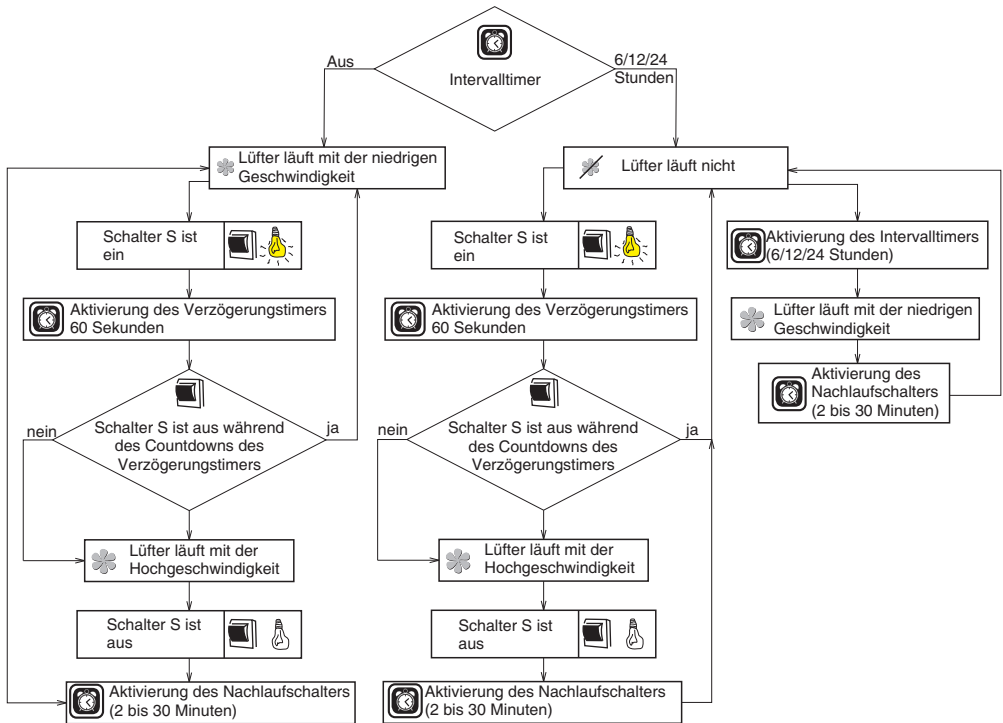 Intervalltimer
Aus
6/12/24
Stunden
Lüfter läuft mit der niedrigen
Geschwindigkeit
Schalter S ist
ein
Aktivierung des Verzögerungstimers
60 Sekunden
nein
Schalter S ist aus während
des Countdowns des
Verzögerungstimers
ja
Lüfter läuft mit der
Hochgeschwindigkeit
Schalter S ist
aus
Aktivierung des Nachlaufschalters
(2 bis 30 Minuten)
Lüfter läuft nicht
Schalter S ist
ein
Aktivierung des Verzögerungstimers
60 Sekunden
nein
Schalter S ist aus während
des Countdowns des
Verzögerungstimers
ja
Lüfter läuft mit der
Hochgeschwindigkeit
Schalter S ist
aus
Aktivierung des Nachlaufschalters
(2 bis 30 Minuten)
Aktivierung des Intervalltimers
(6/12/24 Stunden)
Lüfter läuft mit der niedrigen
Geschwindigkeit
Aktivierung des
Nachlaufschalters
(2 bis 30 Minuten)